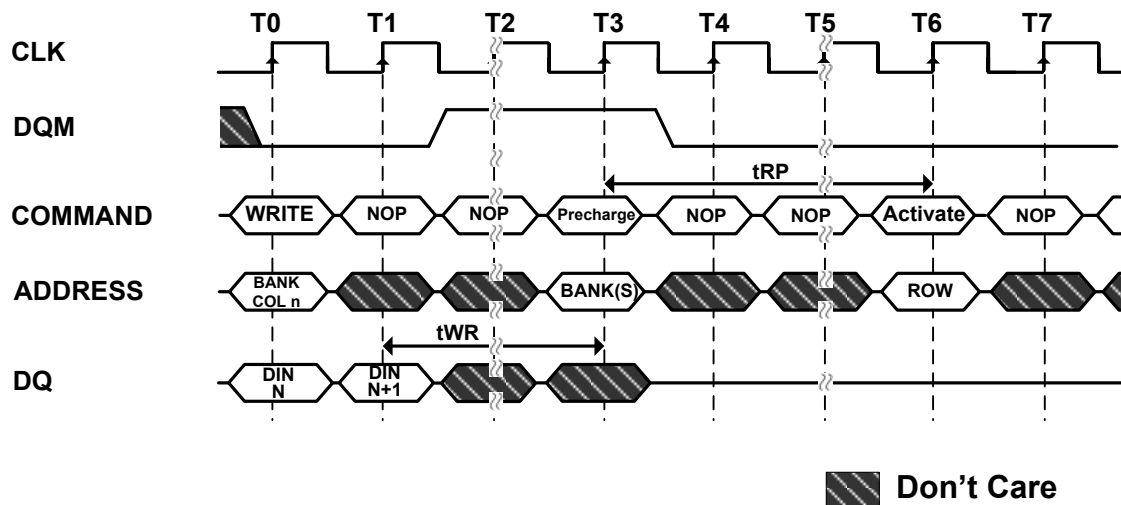 T0 T1 T2 T3 T4 T5 T6 T7
CLK
DQM
tRP
COMMAND WRITE NOP NOP Precharge NOP NOP Activate NOP
ADDRESS BANK COL n BANK(S) ROW
tWR
DQ DIN N DIN N+1
Don't Care